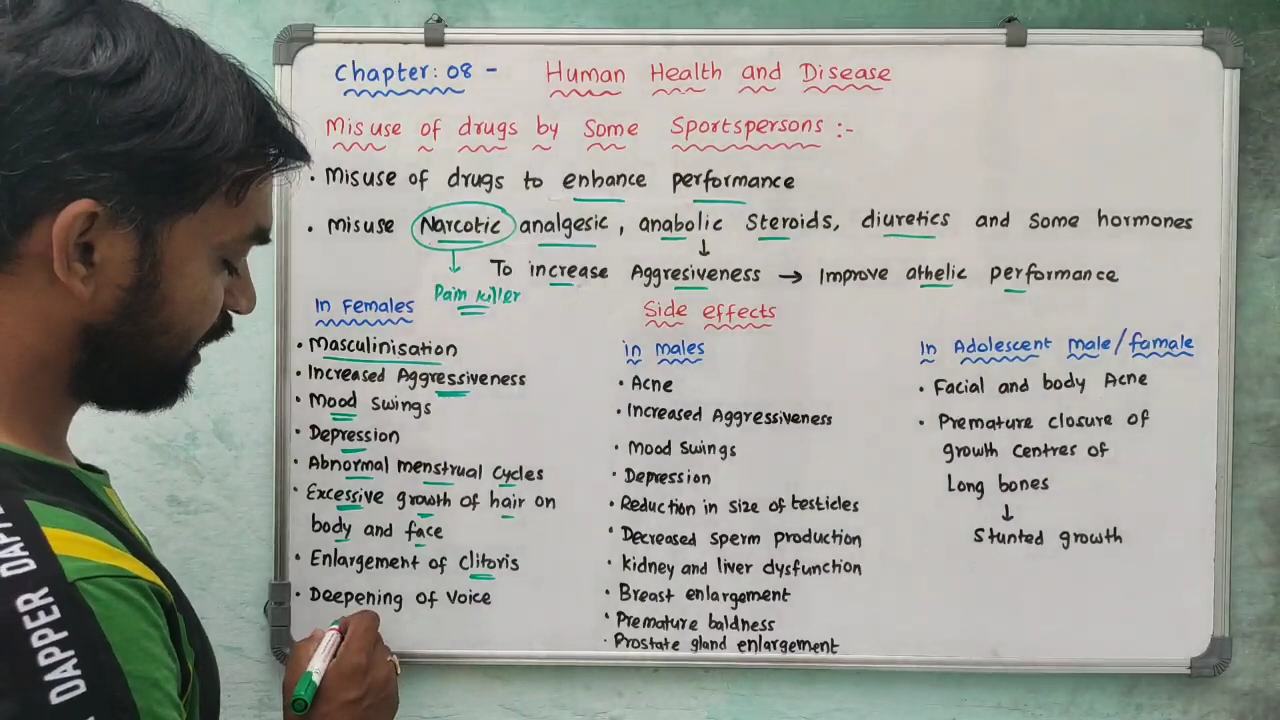 Chapter: 08 - Human Health and Disease
Misuse of drugs by Some Sportspersons :-
• Misuse of drugs to enhance performance
• Misuse Narcotic analgesic, anabolic Steroids, diuretics and some hormones
↓ ↓
To increase Aggresiveness → Improve athelic performance
Pain killer
In Females
• Masculinisation
• Increased Aggressiveness
• Mood swings
• Depression
• Abnormal menstrual cycles
• Excessive growth of hair on
body and face
• Enlargement of clitoris
• Deepening of Voice
Side effects
in males
• Acne
• Increased Aggressiveness
• Mood Swings
• Depression
• Reduction in size of testicles
• Decreased sperm production
• kidney and liver dysfunction
• Breast enlargement
• Premature baldness
• Prostate gland enlargement
In Adolescent male/famale
• Facial and body Acne
• Premature closure of
growth centres of
Long bones
↓
Stunted growth
DAPPER DAPPER